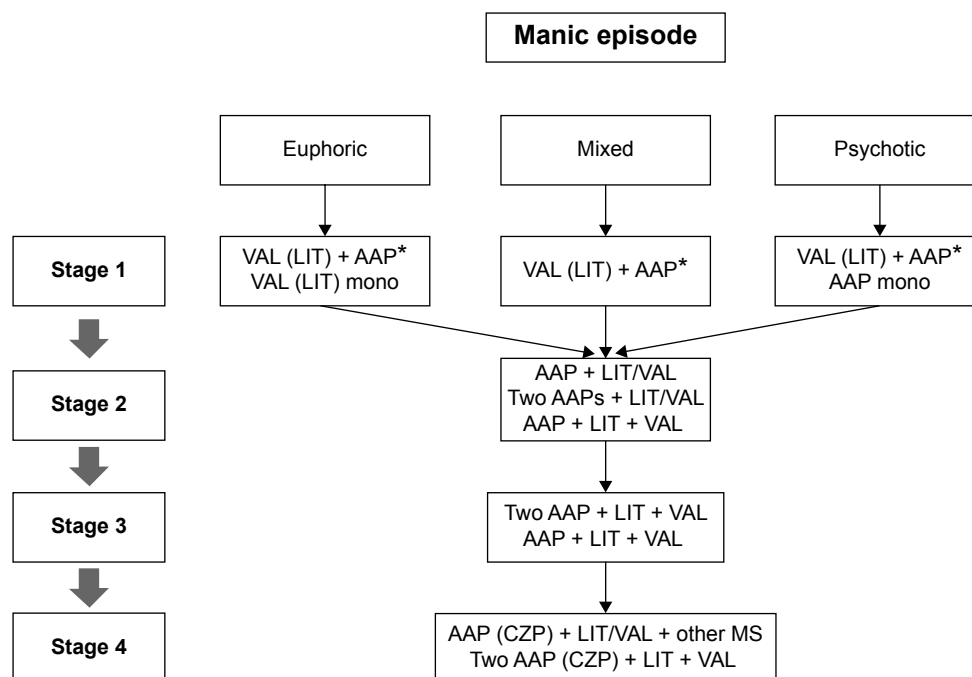 Manic episode
Euphoric
Mixed
Psychotic
Stage 1
VAL (LIT) + AAP*
VAL (LIT) mono
VAL (LIT) + AAP*
VAL (LIT) + AAP*
AAP mono
Stage 2
AAP + LIT/VAL
Two AAPs + LIT/VAL
AAP + LIT + VAL
Stage 3
Two AAP + LIT + VAL
AAP + LIT + VAL
Stage 4
AAP (CZP) + LIT/VAL + other MS
Two AAP (CZP) + LIT + VAL